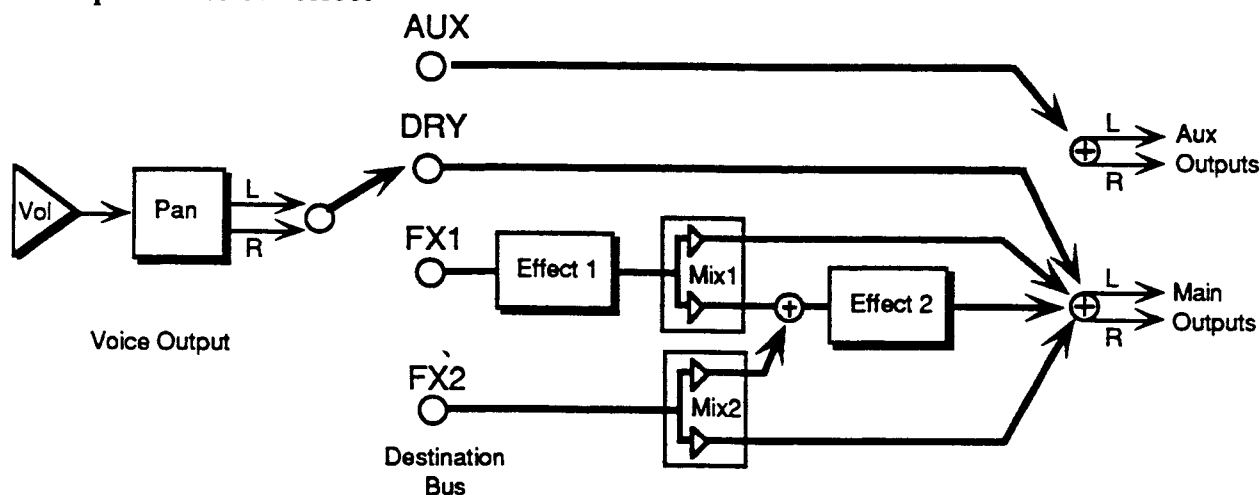 AUX
DRY
L
Aux
Outputs
R
Vol
Pan
L
R
FX1
Effect 1
Mix1
Effect 2
L
Main
Outputs
R
Voice Output
FX2
Mix2
Destination
Bus